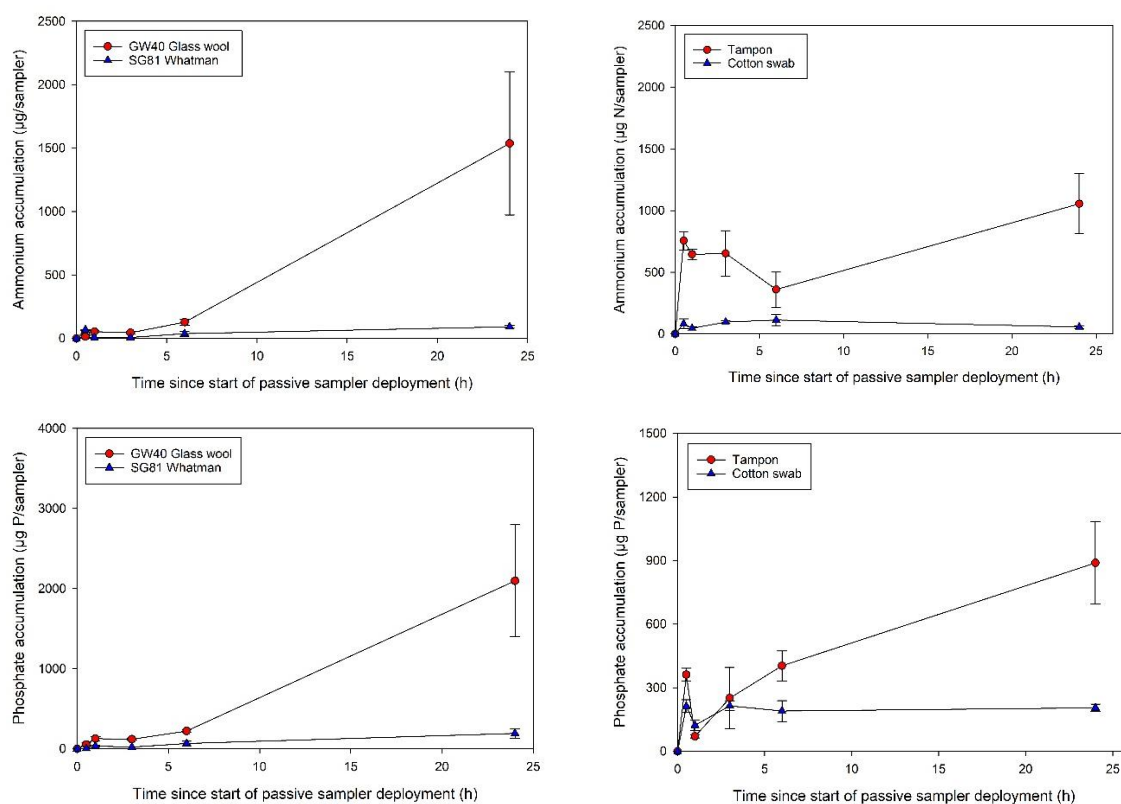 2500
2000
1500
1000
500
0
Ammonium accumulation (µg/sampler)
GW40 Glass wool
SG81 Whatman
0 5 10 15 20 25
Time since start of passive sampler deployment (h)
2500
2000
1500
1000
500
0
Ammonium accumulation (µg N/sampler)
Tampon
Cotton swab
0 5 10 15 20 25
Time since start of passive sampler deployment (h)
4000
3000
2000
1000
0
Phosphate accumulation (µg P/sampler)
GW40 Glass wool
SG81 Whatman
0 5 10 15 20 25
Time since start of passive sampler deployment (h)
1500
1200
900
600
300
0
Phosphate accumulation (µg P/sampler)
Tampon
Cotton swab
0 5 10 15 20 25
Time since start of passive sampler deployment (h)